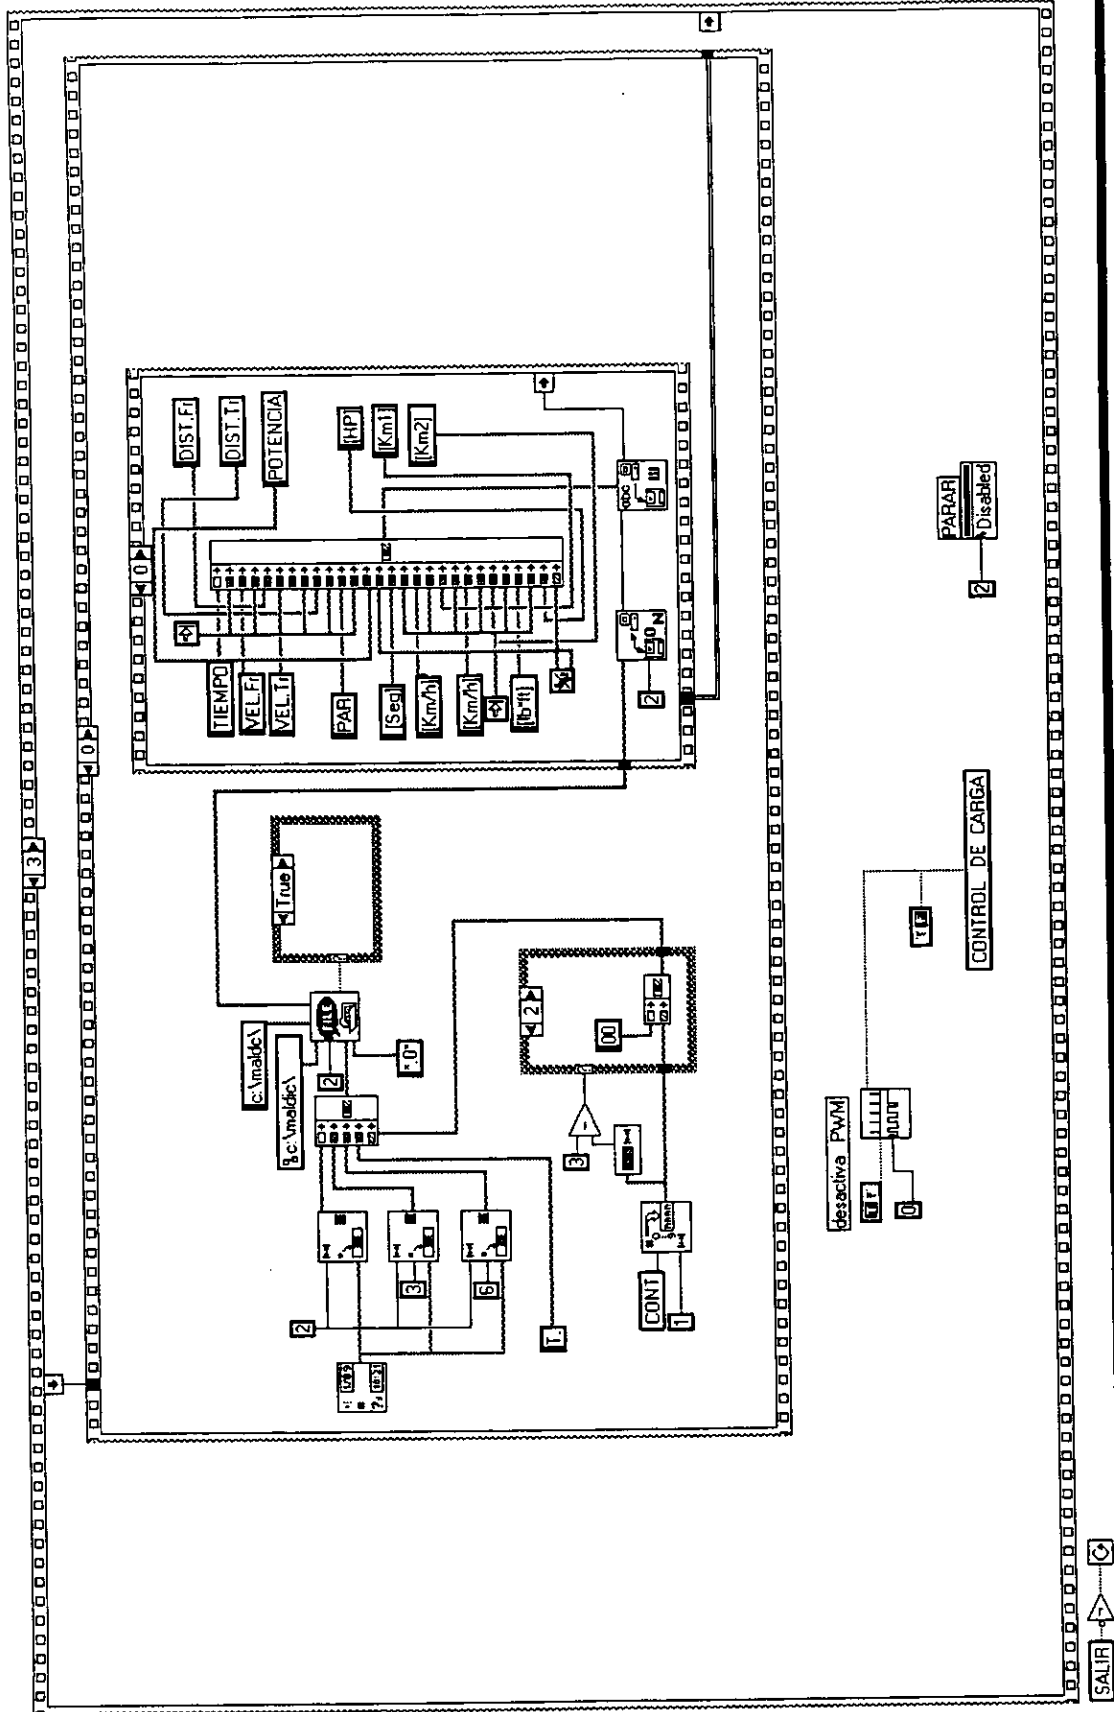 3
0
0
DIST.Fr
DIST.Tr
POTENCIA
[HP]
[Km1]
[Km2]
TIEMPO
VEL.Fr
VEL.Tr
PAR
[Seg]
[Km/h]
[Km/h]
[lb*ft]
2
abc
True
c:\maldc\
c:\vmaldic\
2
".0"
2
3
6
T.
3
2
00
CONT
1
desactiva PWM
0
CONTROL DE CARGA
PARAR
Disabled
2
SALIR